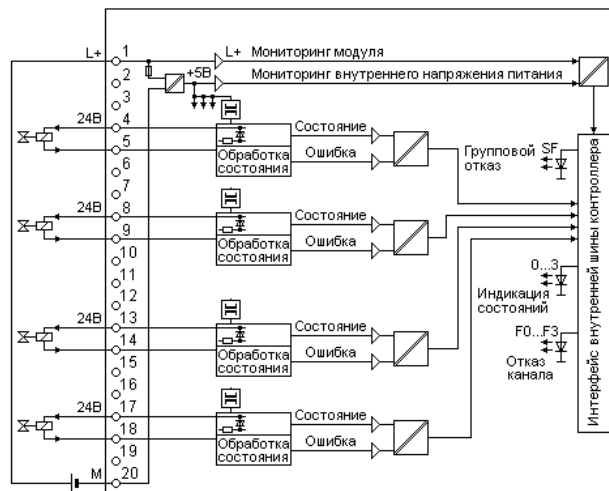 L+
1
L+ Мониторинг модуля
+5В
Мониторинг внутреннего напряжения питания
2
3
24В
4
Состояние
5
Ошибка
Обработка
состояния
6
7
Групповой
отказ
SF
24В
8
Состояние
9
Ошибка
Обработка
состояния
10
11
12
0...3
Индикация
состояний
24В
13
Состояние
14
Ошибка
Обработка
состояния
15
16
F0...F3
Отказ
канала
24В
17
Состояние
18
Ошибка
Обработка
состояния
19
M
20
Интерфейс внутренней шины контроллера